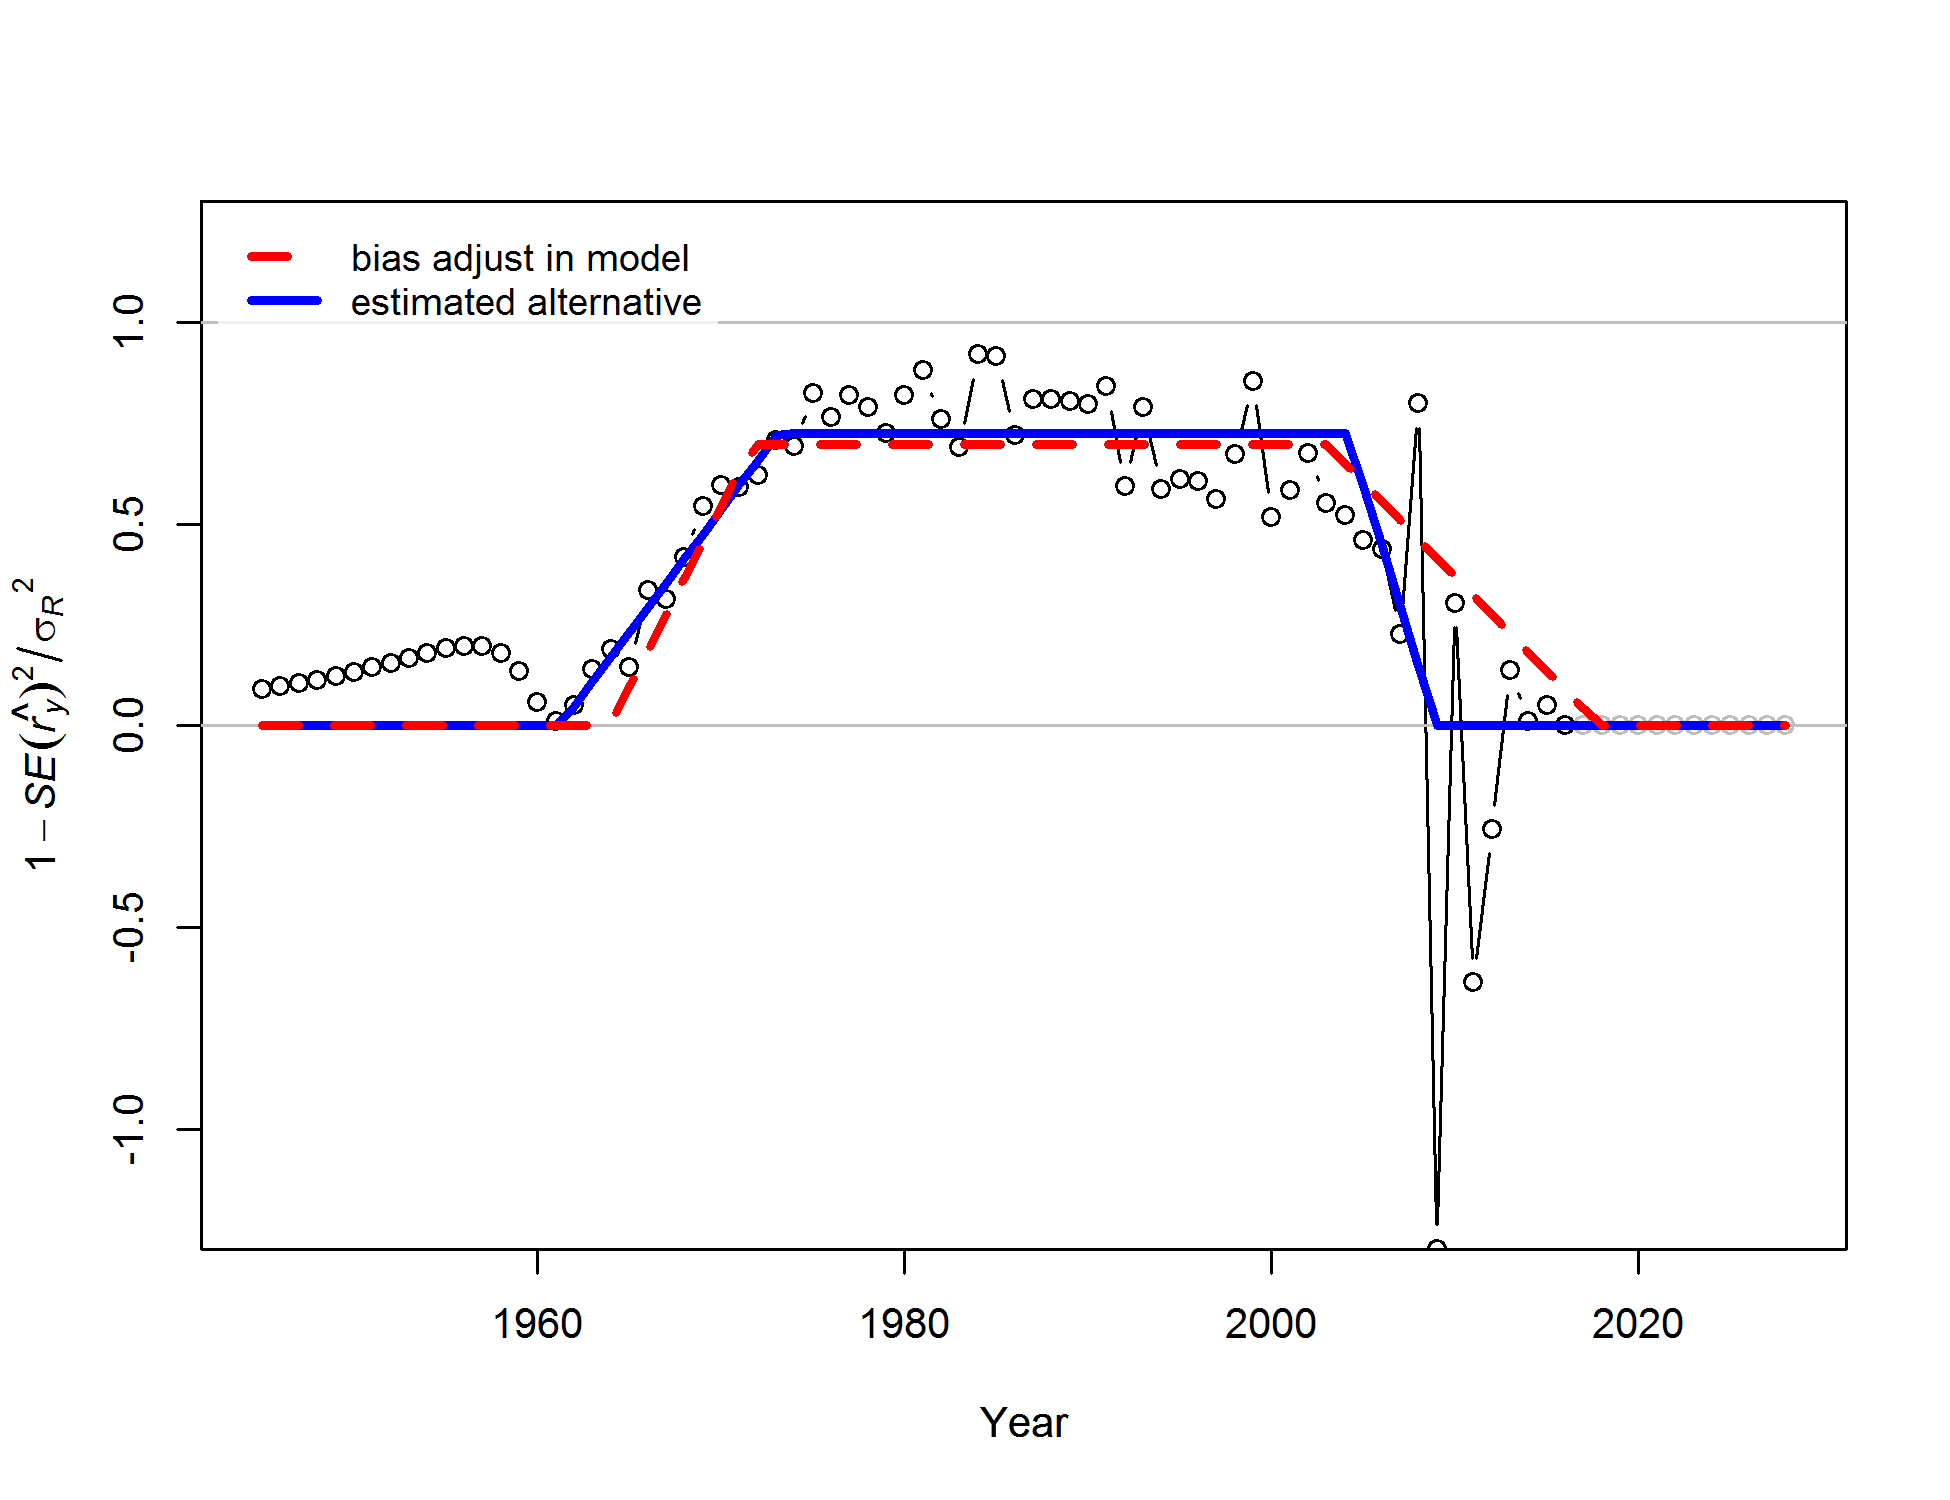 bias adjust in model
estimated alternative
1.0
0.5
0.0
-0.5
-1.0
1 − SE(r̂y)² / σR²
1960 1980 2000 2020
Year